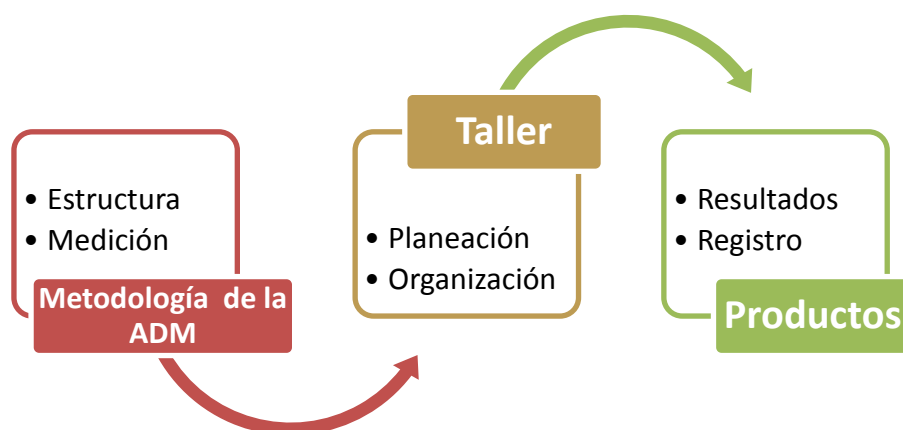 • Estructura
• Medición
Metodología de la
ADM
Taller
• Planeación
• Organización
• Resultados
• Registro
Productos